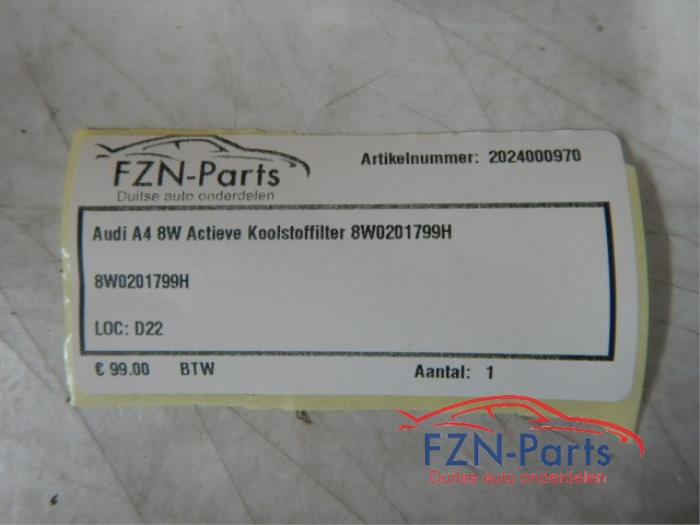 FZN-Parts
Duitse auto onderdelen
Artikelnummer: 2024000970
Audi A4 8W Actieve Koolstoffilter 8W0201799H
8W0201799H
LOC: D22
€ 99.00 BTW Aantal: 1
FZN-Parts
Duitse auto onderdelen